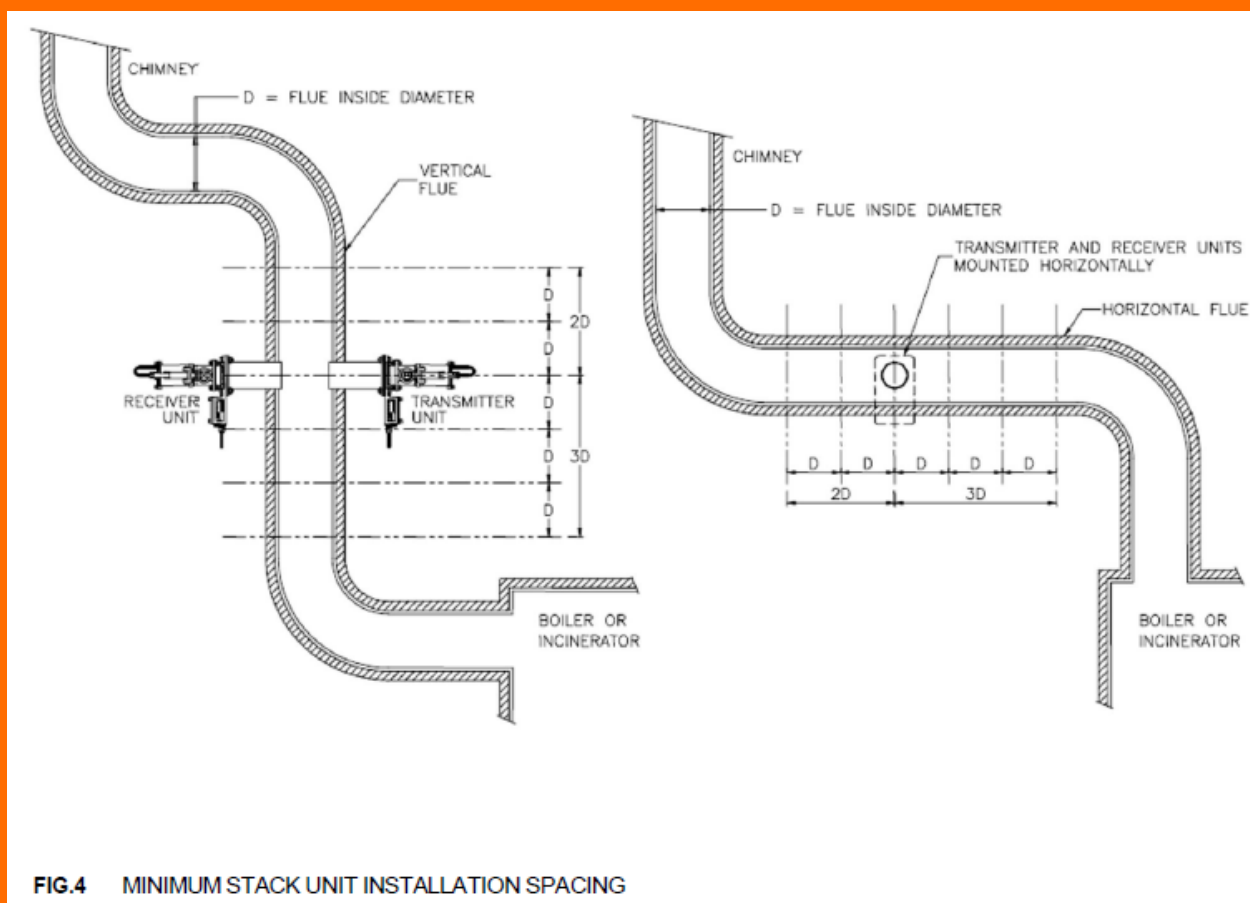 CHIMNEY
D = FLUE INSIDE DIAMETER
VERTICAL
FLUE
D
2D
D
RECEIVER
UNIT
TRANSMITTER
UNIT
D
D
3D
D
BOILER OR
INCINERATOR
CHIMNEY
D = FLUE INSIDE DIAMETER
TRANSMITTER AND RECEIVER UNITS
MOUNTED HORIZONTALLY
HORIZONTAL FLUE
D D D D D
2D 3D
BOILER OR
INCINERATOR
FIG.4 MINIMUM STACK UNIT INSTALLATION SPACING